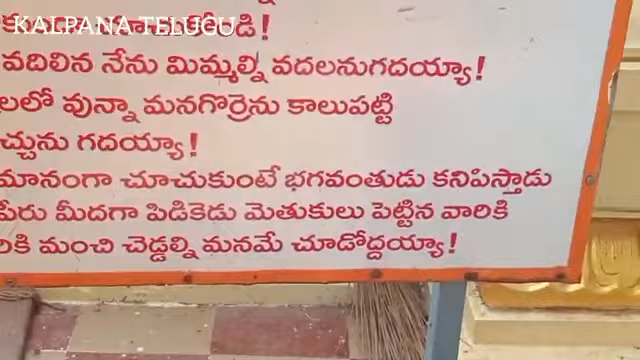 KALPANA TELUGU
వదిలిన నేను మిమ్మల్ని వదలనుగదయ్యా!
లలో వున్నా మనగొర్రెను కాలుపట్టి
చ్చును గదయ్యా!
మానంగా చూచుకుంటే భగవంతుడు కనిపిస్తాడు
పేరు మీదగా పిడికెడు మెతుకులు పెట్టిన వారికి
రికి మంచి చెడ్డల్ని మనమే చూడోద్దయ్యా!